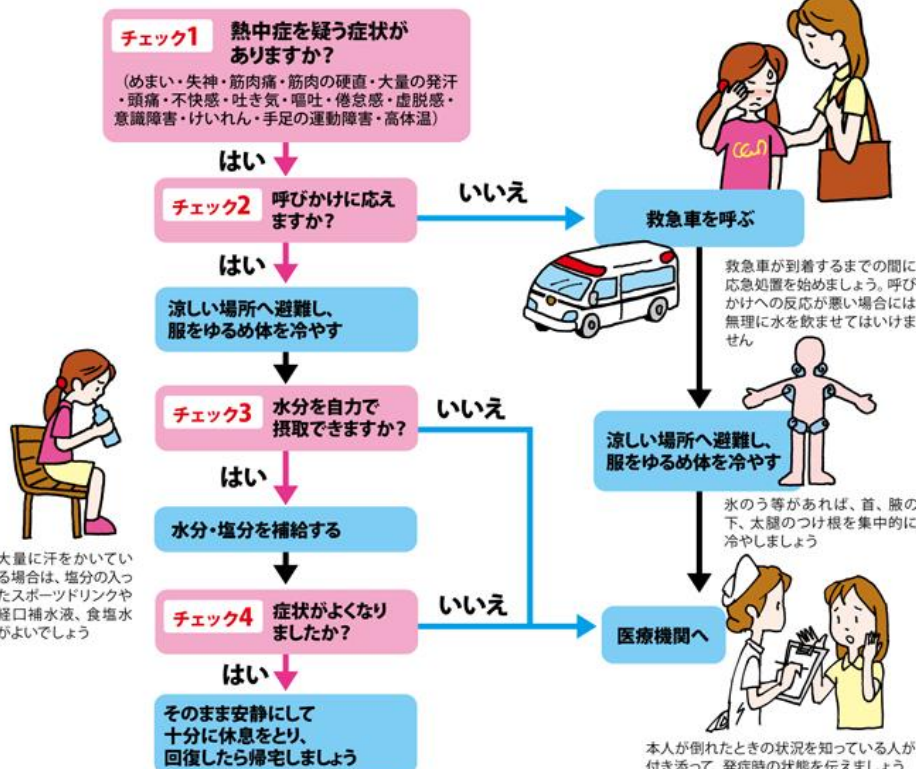 チェック1 熱中症を疑う症状が
ありますか?
（めまい・失神・筋肉痛・筋肉の硬直・大量の発汗
・頭痛・不快感・吐き気・嘔吐・倦怠感・虚脱感・
意識障害・けいれん・手足の運動障害・高体温）
はい
チェック2 呼びかけに応え
ますか?
いいえ
救急車を呼ぶ
救急車が到着するまでの間に
応急処置を始めましょう。呼び
かけへの反応が悪い場合には
無理に水を飲ませてはいけま
せん
はい
涼しい場所へ避難し、
服をゆるめ体を冷やす
チェック3 水分を自力で
摂取できますか?
いいえ
涼しい場所へ避難し、
服をゆるめ体を冷やす
氷のう等があれば、首、腋の
下、太腿のつけ根を集中的に
冷やしましょう
はい
水分・塩分を補給する
大量に汗をかいてい
る場合は、塩分の入っ
たスポーツドリンクや
経口補水液、食塩水
がよいでしょう
チェック4 症状がよくなり
ましたか?
いいえ
医療機関へ
はい
そのまま安静にして
十分に休息をとり、
回復したら帰宅しましょう
本人が倒れたときの状況を知っている人が
付き添って、発症時の状態を伝えましょう